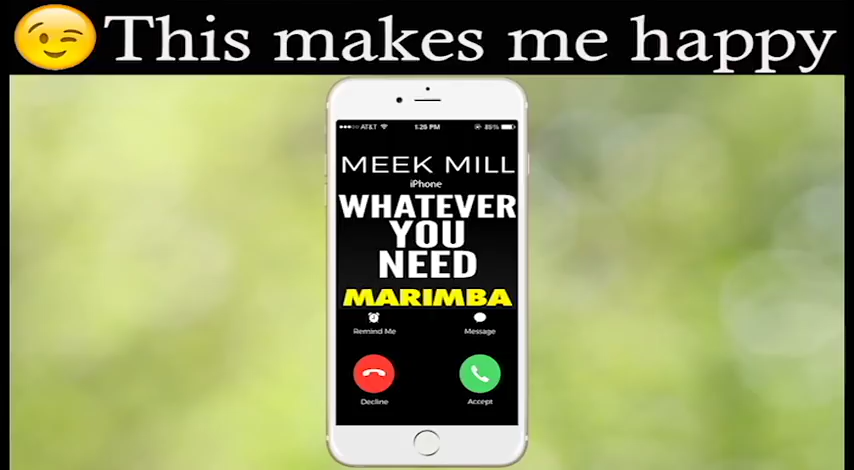 This makes me happy
AT&T 1:26 PM 85%
MEEK MILL
iPhone
WHATEVER
YOU
NEED
MARIMBA
Remind Me Message
Decline Accept